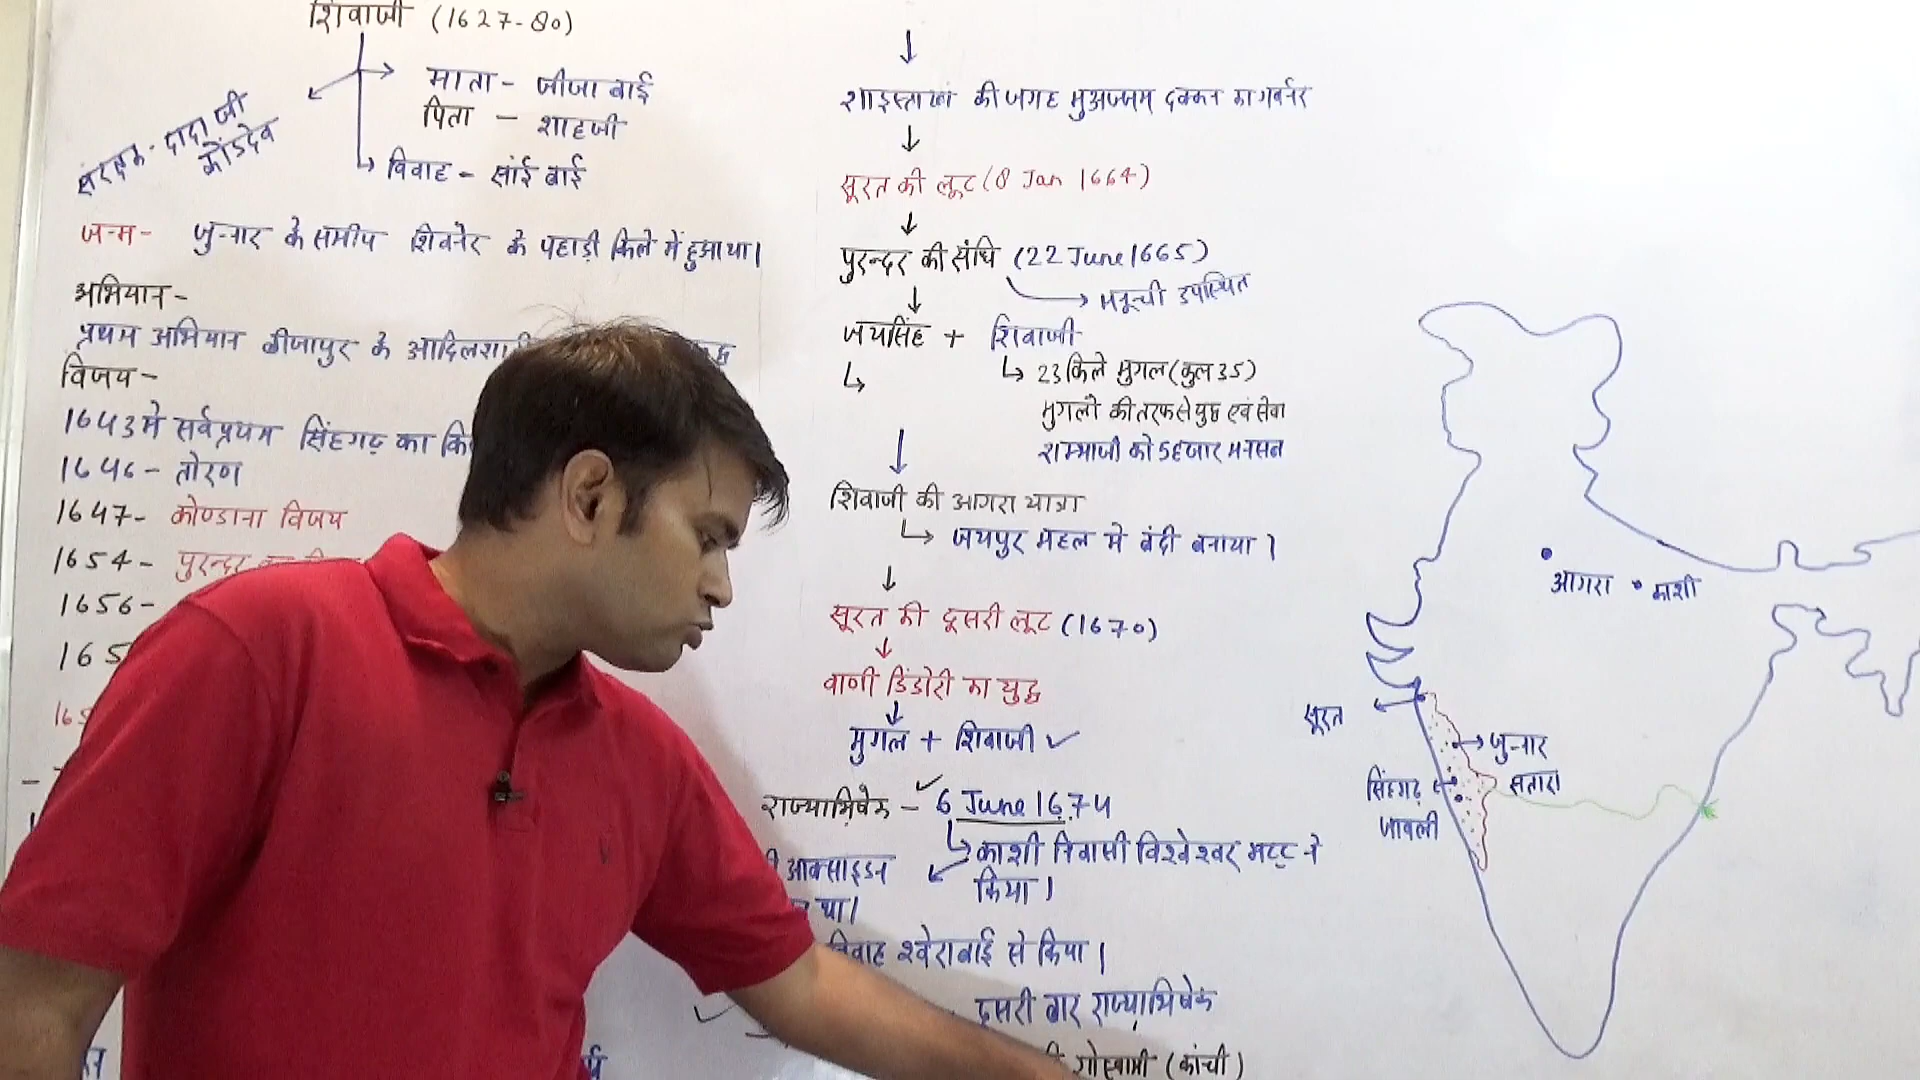 शिवाजी (1627-80)
माता - जीजा बाई
पिता - शाहजी
संरक्षक - दादा जी
कोंडदेव
विवाह - सांई बाई
जन्म - जुन्नार के समीप शिवनेर के पहाड़ी किले में हुआ था।
अभियान -
प्रथम अभियान बीजापुर के
विजय -
1643 मे सर्वप्रथम सिंहगढ़ का
1646 - तोरण
1647 - कोण्डाना विजय
1654 - पुरन्दर
1656 -
165
शाइस्ताखां की जगह मुअज्जम दक्कन का गवर्नर
सूरत की लूट (8 Jan 1664)
पुरन्दर की संधि (22 June 1665)
मनूची उपस्थित
जयसिंह + शिवाजी
23 किले मुगल (कुल 35)
मुगलों की तरफ से युद्ध एवं सेवा
शम्भाजी को 5 हजार मनसब
शिवाजी की आगरा यात्रा
जयपुर महल मे बंदी बनाया।
सूरत की दूसरी लूट (1670)
वाणी डिंडोरी का युद्ध
मुगल + शिवाजी ✓
राज्याभिषेक - 6 June 1674
काशी निवासी विश्वेश्वर भट्ट ने
किया।
आक्साइडन
था।
विवाह श्वेराबाई से किया।
दूसरी बार राज्याभिषेक
गोस्वामी (कांची)
आगरा
काशी
सूरत
जुन्नार
सतारा
सिंहगढ़
जावली